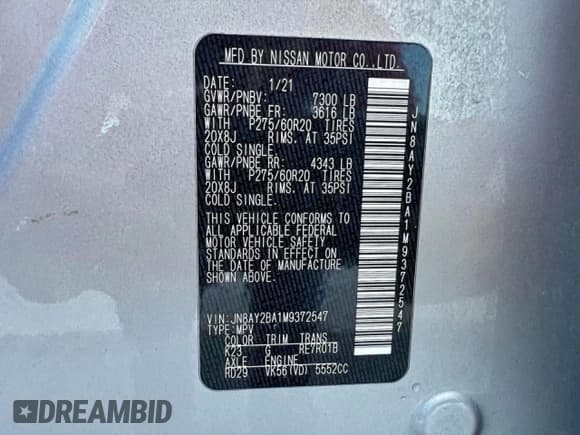 MFD BY NISSAN MOTOR CO.,LTD.
DATE: 1/21
GVWR/PNBV: 7300 LB
GAWR/PNBE FR: 3616 LB
WITH P275/60R20 TIRES
20X8J RIMS. AT 35PSI
COLD SINGLE.
GAWR/PNBE RR: 4343 LB
WITH P275/60R20 TIRES
20X8J RIMS. AT 35PSI
COLD SINGLE.
THIS VEHICLE CONFORMS TO
ALL APPLICABLE FEDERAL
MOTOR VEHICLE SAFETY
STANDARDS IN EFFECT ON
THE DATE OF MANUFACTURE
SHOWN ABOVE.
VIN:JN8AY2BA1M9372547
TYPE:MPV
COLOR TRIM TRANS
K23 G RE7R01B
AXLE ENGINE
RD29 VK56(VD) 5552CC
JN8AY2BA1M9372547
DREAMBID